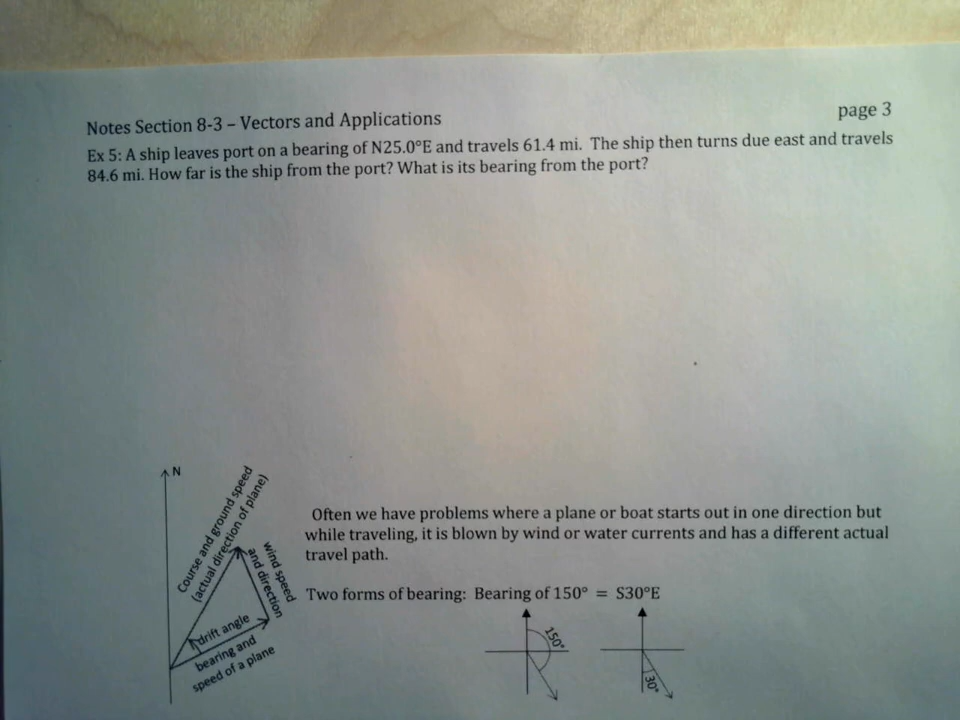 Notes Section 8-3 – Vectors and Applications
page 3
Ex 5: A ship leaves port on a bearing of N25.0°E and travels 61.4 mi. The ship then turns due east and travels
84.6 mi. How far is the ship from the port? What is its bearing from the port?
N
Course and ground speed
(actual direction of plane)
wind speed
and direction
drift angle
bearing and
speed of a plane
Often we have problems where a plane or boat starts out in one direction but
while traveling, it is blown by wind or water currents and has a different actual
travel path.
Two forms of bearing: Bearing of 150° = S30°E
150°
30°